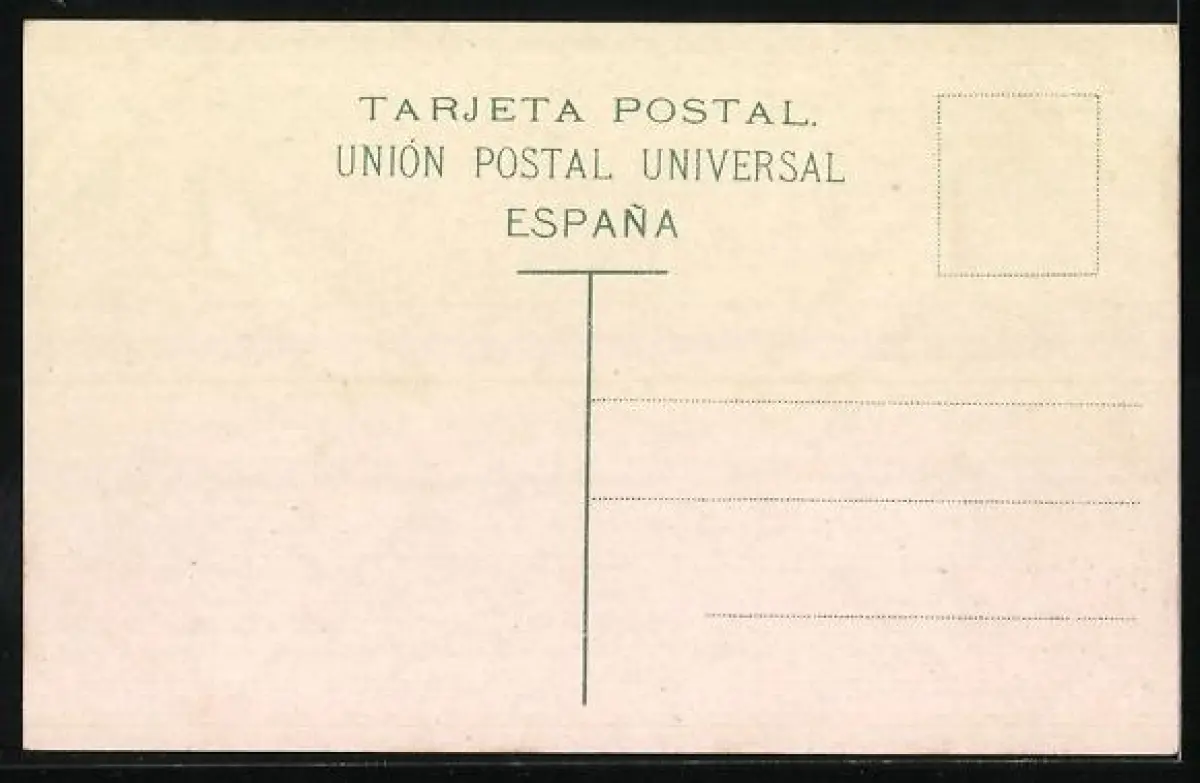 TARJETA POSTAL.
UNIÓN POSTAL UNIVERSAL
ESPAÑA